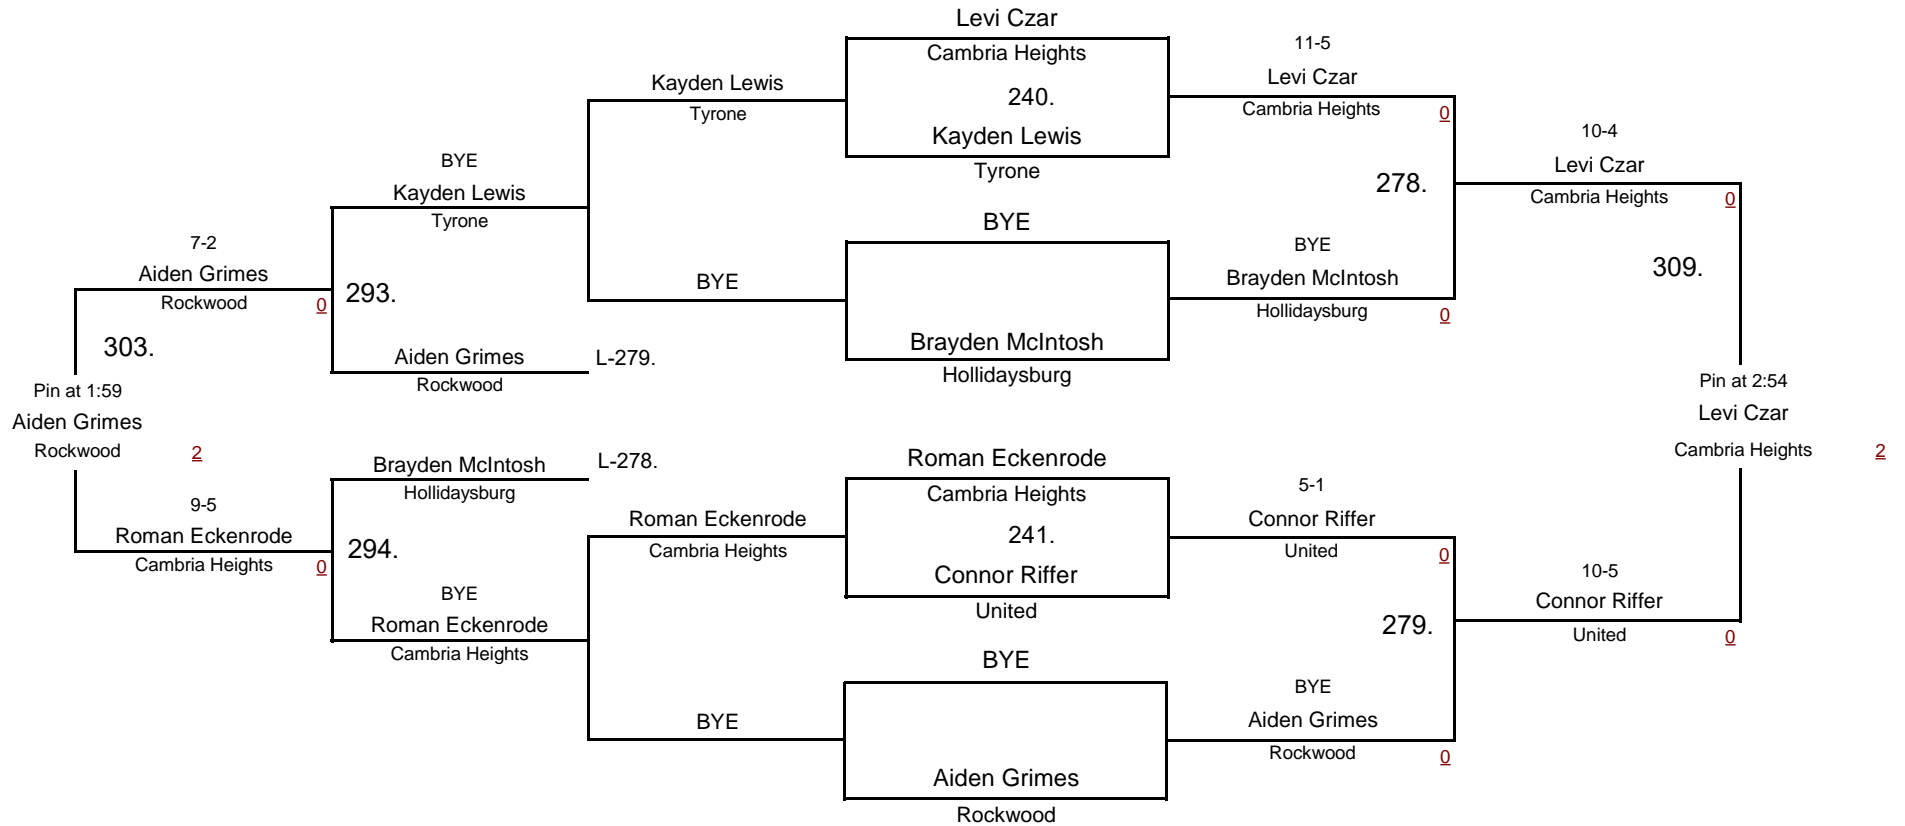 Levi Czar
Cambria Heights
240.
Kayden Lewis
Tyrone
BYE
Brayden McIntosh
Hollidaysburg
Roman Eckenrode
Cambria Heights
241.
Connor Riffer
United
BYE
Aiden Grimes
Rockwood
11-5
Levi Czar
Cambria Heights
0
278.
BYE
Brayden McIntosh
Hollidaysburg
0
5-1
Connor Riffer
United
0
279.
BYE
Aiden Grimes
Rockwood
0
10-4
Levi Czar
Cambria Heights
0
309.
10-5
Connor Riffer
United
0
Pin at 2:54
Levi Czar
Cambria Heights 2
Kayden Lewis
Tyrone
BYE
Roman Eckenrode
Cambria Heights
BYE
BYE
Kayden Lewis
Tyrone
293.
Aiden Grimes L-279.
Rockwood
Brayden McIntosh L-278.
Hollidaysburg
294.
BYE
Roman Eckenrode
Cambria Heights
7-2
Aiden Grimes
Rockwood 0
303.
9-5
Roman Eckenrode
Cambria Heights 0
Pin at 1:59
Aiden Grimes
Rockwood 2